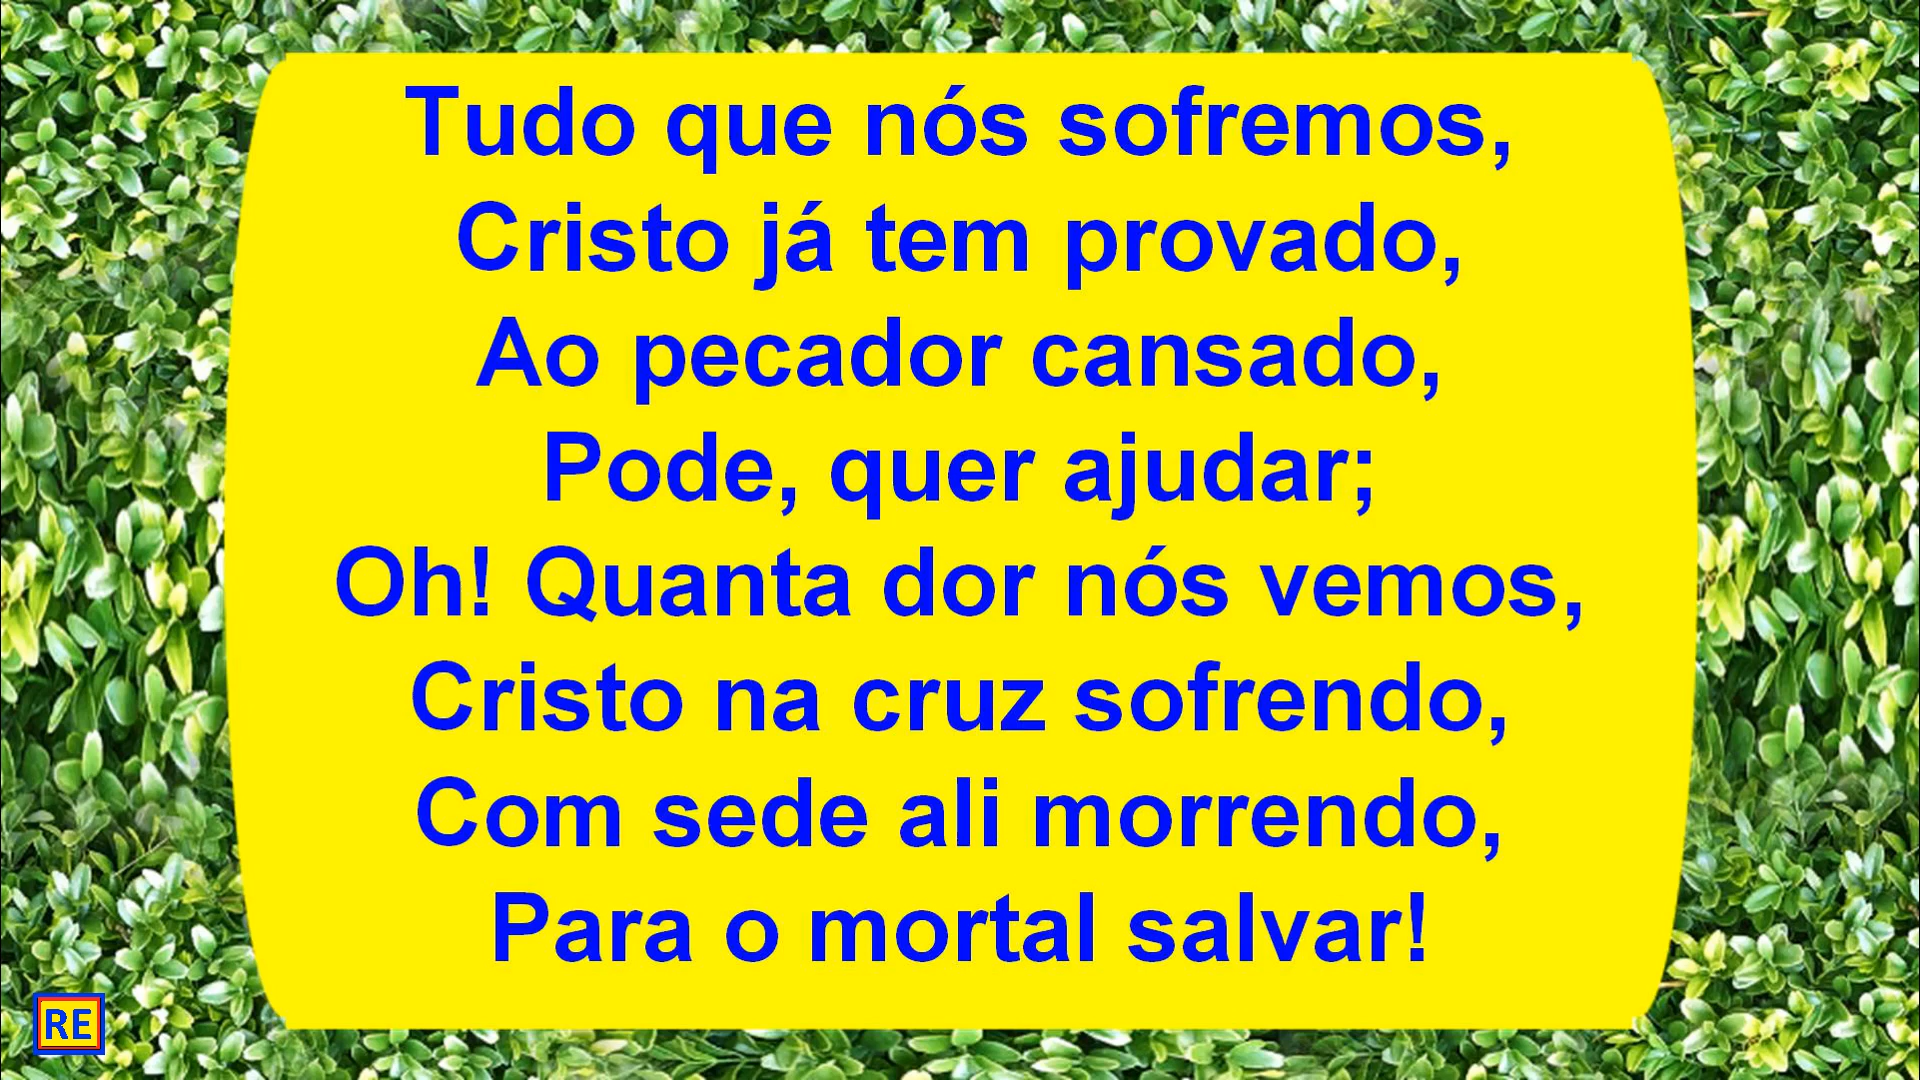 Tudo que nós sofremos,
Cristo já tem provado,
Ao pecador cansado,
Pode, quer ajudar;
Oh! Quanta dor nós vemos,
Cristo na cruz sofrendo,
Com sede ali morrendo,
Para o mortal salvar!
RE